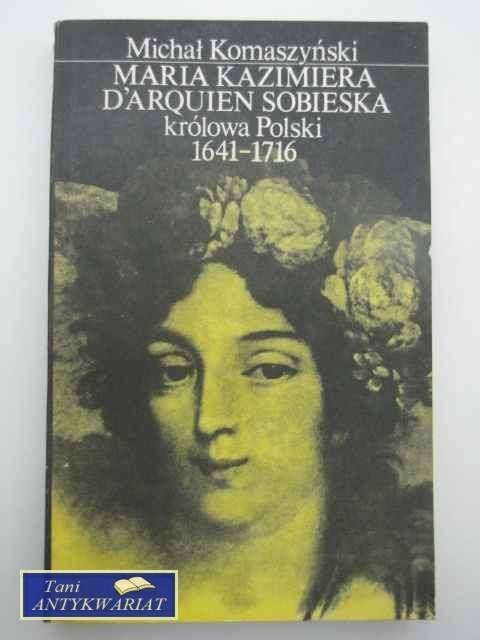 Michał Komaszyński
MARIA KAZIMIERA
D'ARQUIEN SOBIESKA
królowa Polski
1641–1716
Tani
ANTYKWARIAT